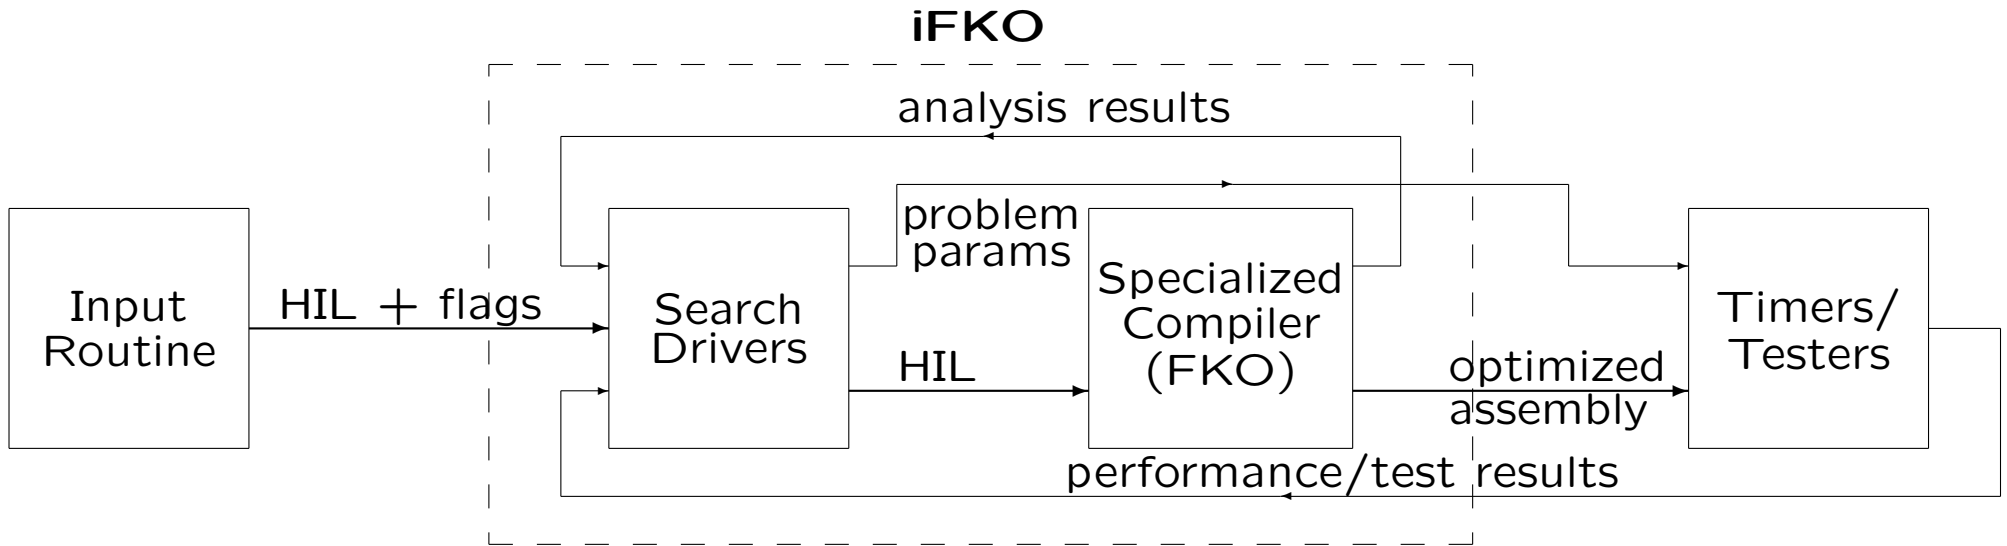 iFKO
analysis results
problem
params
Input
Routine
HIL + flags
Search
Drivers
HIL
Specialized
Compiler
(FKO)
optimized
assembly
Timers/
Testers
performance/test results